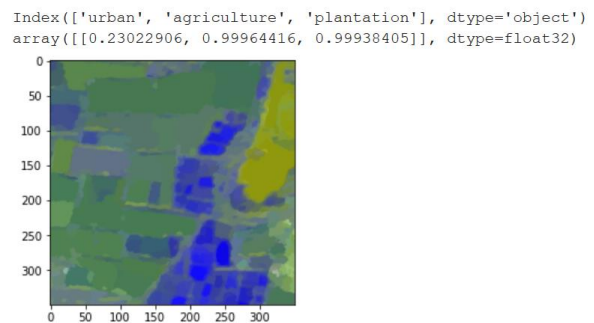 Index(['urban', 'agriculture', 'plantation'], dtype='object')
array([[0.23022906, 0.99964416, 0.99938405]], dtype=float32)
0
50
100
150
200
250
300
0 50 100 150 200 250 300